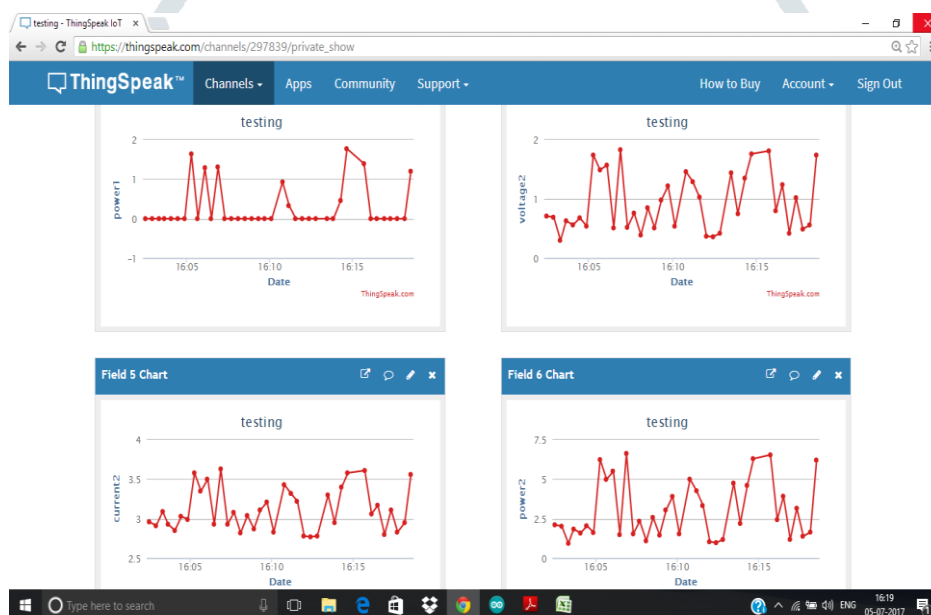 testing - ThingSpeak IoT
https://thingspeak.com/channels/297839/private_show
ThingSpeak™
Channels
Apps
Community
Support
How to Buy
Account
Sign Out
testing
power1
2
1
0
-1
16:05
16:10
16:15
Date
ThingSpeak.com
testing
voltage2
2
1
0
16:05
16:10
16:15
Date
ThingSpeak.com
Field 5 Chart
testing
current2
4
3.5
3
2.5
16:05
16:10
16:15
Date
Field 6 Chart
testing
power2
7.5
5
2.5
0
16:05
16:10
16:15
Date
Type here to search
ENG
16:19
05-07-2017